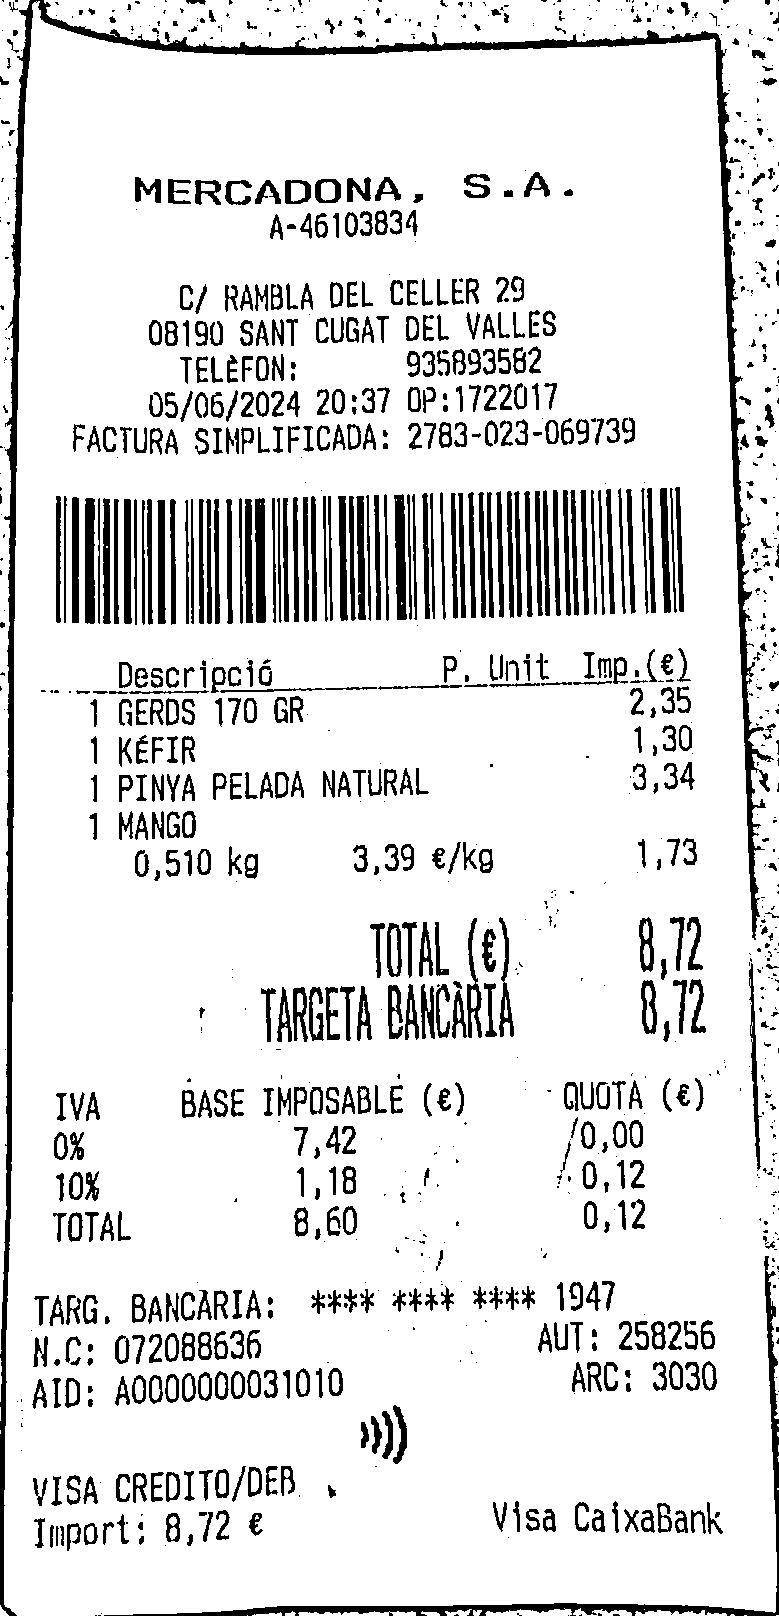 MERCADONA, S.A.
A-46103834
C/ RAMBLA DEL CELLER 29
08190 SANT CUGAT DEL VALLES
TELÈFON: 935893582
05/06/2024 20:37 OP:1722017
FACTURA SIMPLIFICADA: 2783-023-069739
Descripció P. Unit Imp.(€)
1 GERDS 170 GR 2,35
1 KÉFIR 1,30
1 PINYA PELADA NATURAL 3,34
1 MANGO
0,510 kg 3,39 €/kg 1,73
TOTAL (€) 8,72
TARGETA BANCÀRIA 8,72
IVA BASE IMPOSABLE (€) QUOTA (€)
0% 7,42 0,00
10% 1,18 0,12
TOTAL 8,60 0,12
TARG. BANCÀRIA: **** **** **** 1947
N.C: 072088636 AUT: 258256
AID: A0000000031010 ARC: 3030
VISA CREDITO/DEB
Import: 8,72 € Visa CaixaBank